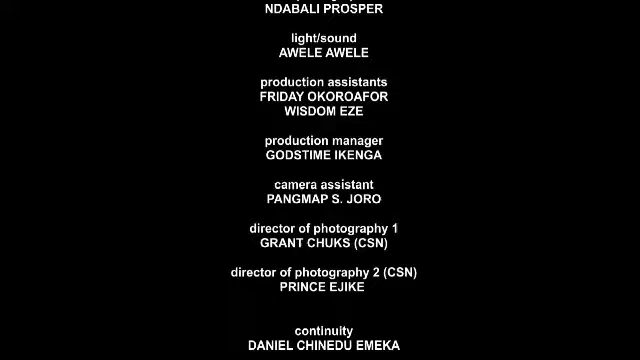 NDABALI PROSPER
light/sound
AWELE AWELE
production assistants
FRIDAY OKOROAFOR
WISDOM EZE
production manager
GODSTIME IKENGA
camera assistant
PANGMAP S. JORO
director of photography 1
GRANT CHUKS (CSN)
director of photography 2 (CSN)
PRINCE EJIKE
continuity
DANIEL CHINEDU EMEKA